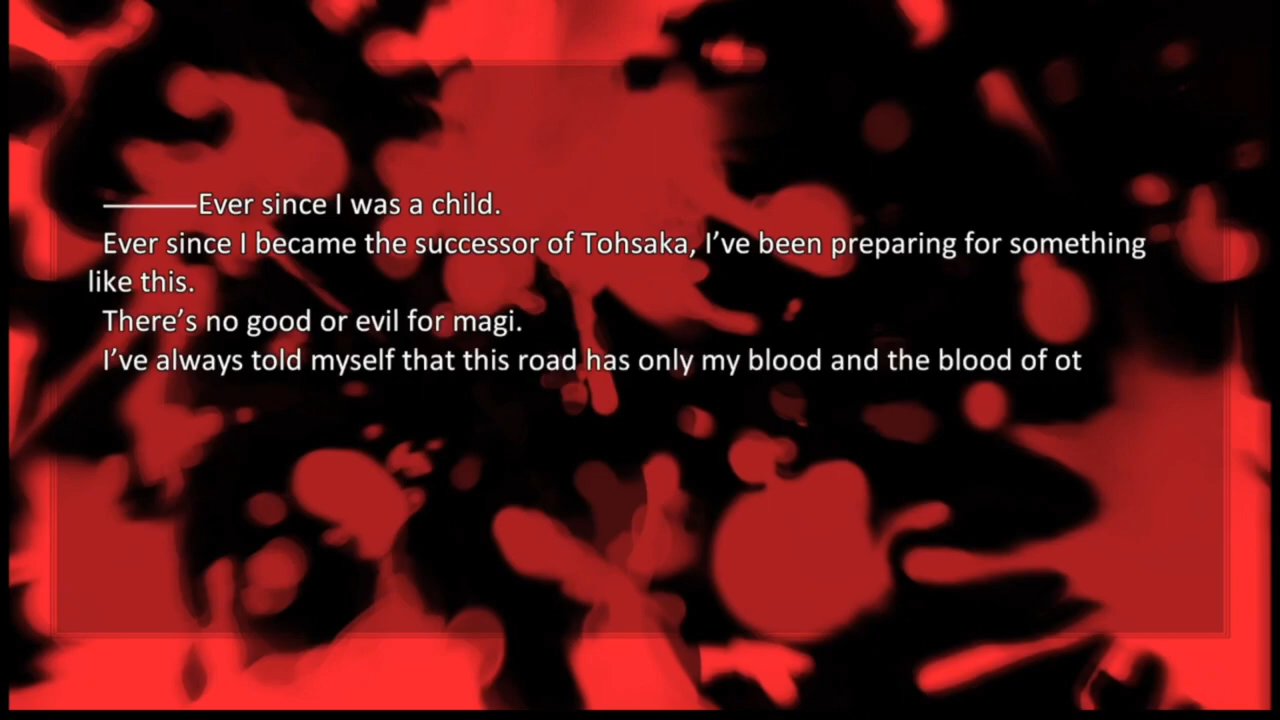 ———Ever since I was a child.
Ever since I became the successor of Tohsaka, I’ve been preparing for something
like this.
There’s no good or evil for magi.
I’ve always told myself that this road has only my blood and the blood of ot